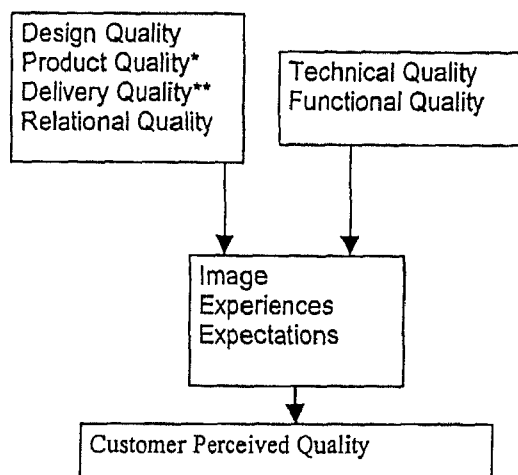 Design Quality
Product Quality*
Delivery Quality**
Relational Quality
Technical Quality
Functional Quality
Image
Experiences
Expectations
Customer Perceived Quality